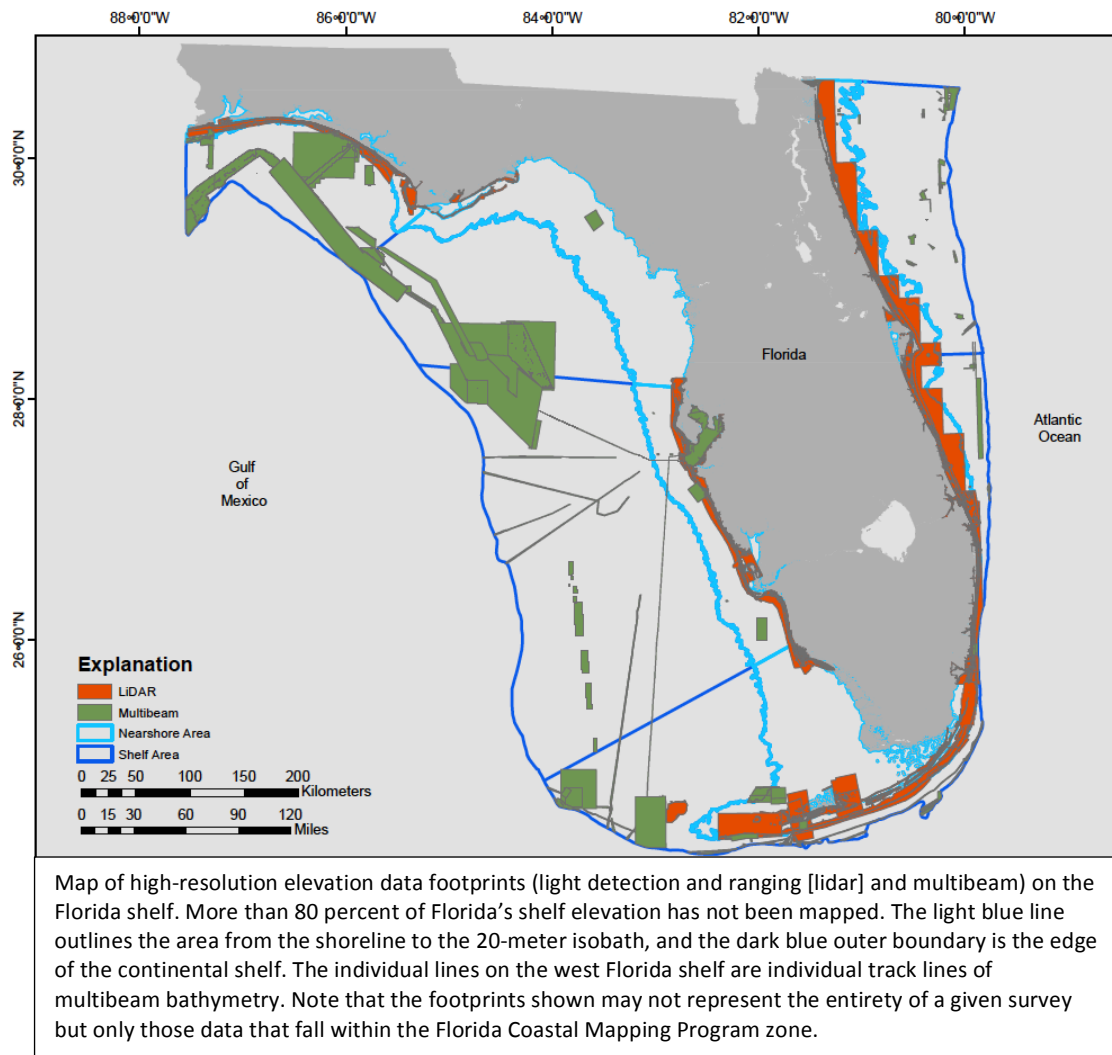 88°0'0"W 86°0'0"W 84°0'0"W 82°0'0"W 80°0'0"W
30°0'0"N
28°0'0"N
26°0'0"N
Florida
Atlantic
Ocean
Gulf
of
Mexico
Explanation
LiDAR
Multibeam
Nearshore Area
Shelf Area
0 25 50 100 150 200
Kilometers
0 15 30 60 90 120
Miles
Map of high-resolution elevation data footprints (light detection and ranging [lidar] and multibeam) on the
Florida shelf. More than 80 percent of Florida’s shelf elevation has not been mapped. The light blue line
outlines the area from the shoreline to the 20-meter isobath, and the dark blue outer boundary is the edge
of the continental shelf. The individual lines on the west Florida shelf are individual track lines of
multibeam bathymetry. Note that the footprints shown may not represent the entirety of a given survey
but only those data that fall within the Florida Coastal Mapping Program zone.